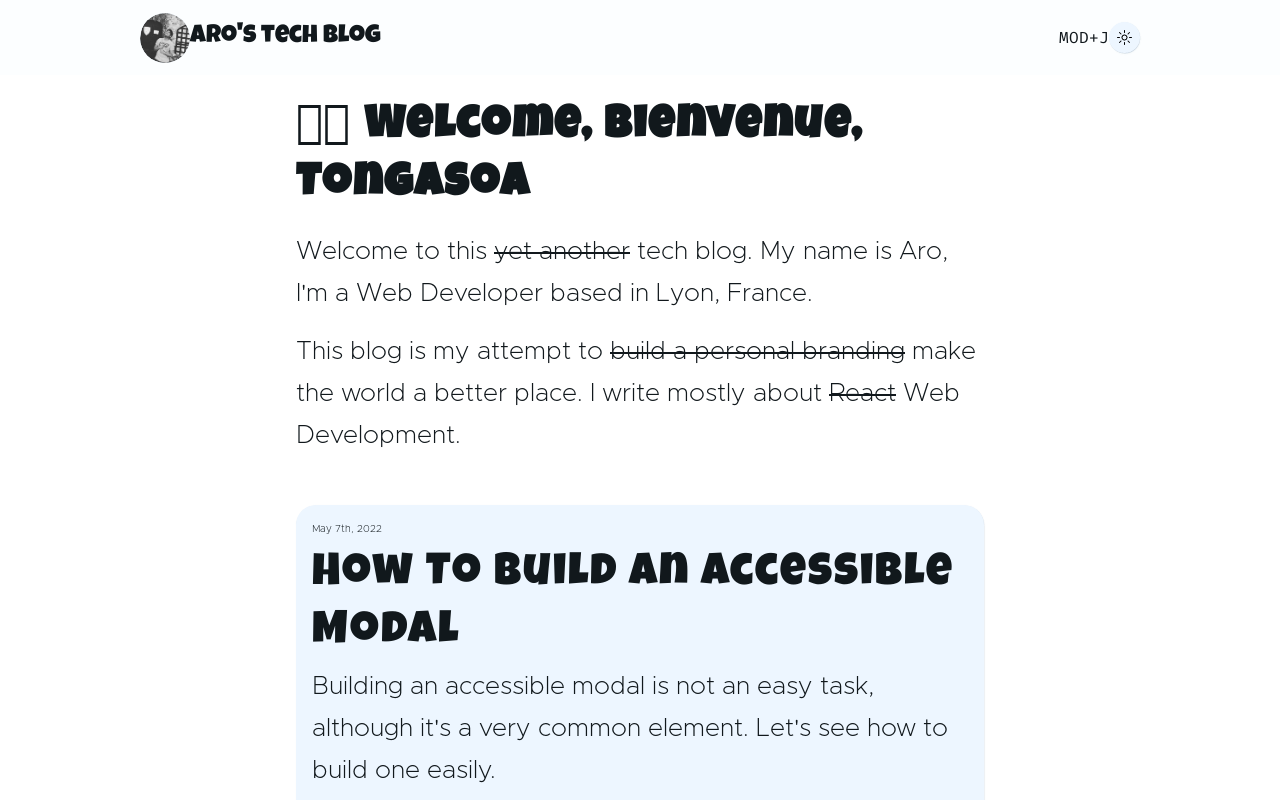 Aro's Tech Blog
MOD+J
Welcome, Bienvenue,
Tongasoa
Welcome to this yet another tech blog. My name is Aro,
I'm a Web Developer based in Lyon, France.
This blog is my attempt to build a personal branding make
the world a better place. I write mostly about React Web
Development.
May 7th, 2022
How to build an accessible
modal
Building an accessible modal is not an easy task,
although it's a very common element. Let's see how to
build one easily.